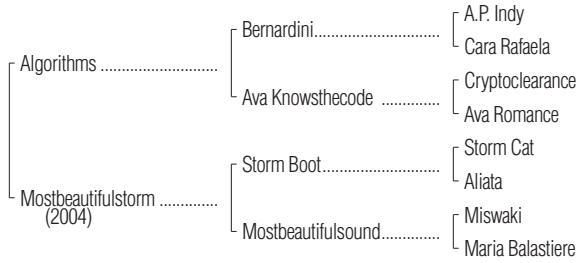 A.P. Indy
Bernardini
Cara Rafaela
Algorithms
Cryptoclearance
Ava Knowsthecode
Ava Romance
Storm Cat
Storm Boot
Aliata
Mostbeautifulstorm
(2004)
Miswaki
Mostbeautifulsound
Maria Balastiere